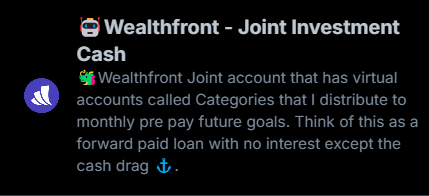 🤖Wealthfront - Joint Investment
Cash
🐲Wealthfront Joint account that has virtual
accounts called Categories that I distribute to
monthly pre pay future goals. Think of this as a
forward paid loan with no interest except the
cash drag ⚓.